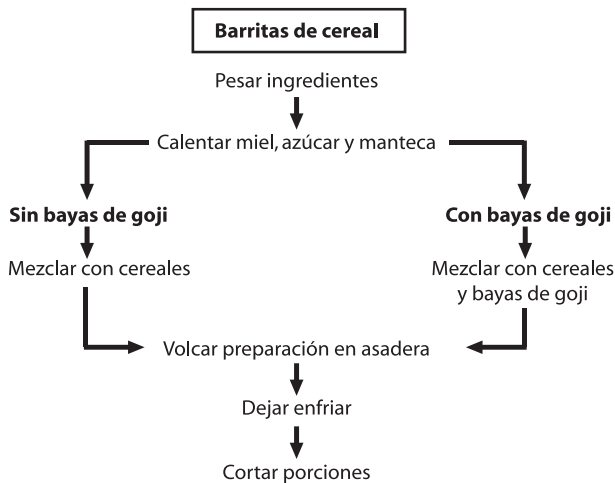 Barritas de cereal
Pesar ingredientes
Calentar miel, azúcar y manteca
Sin bayas de goji
Con bayas de goji
Mezclar con cereales
Mezclar con cereales
y bayas de goji
Volcar preparación en asadera
Dejar enfriar
Cortar porciones